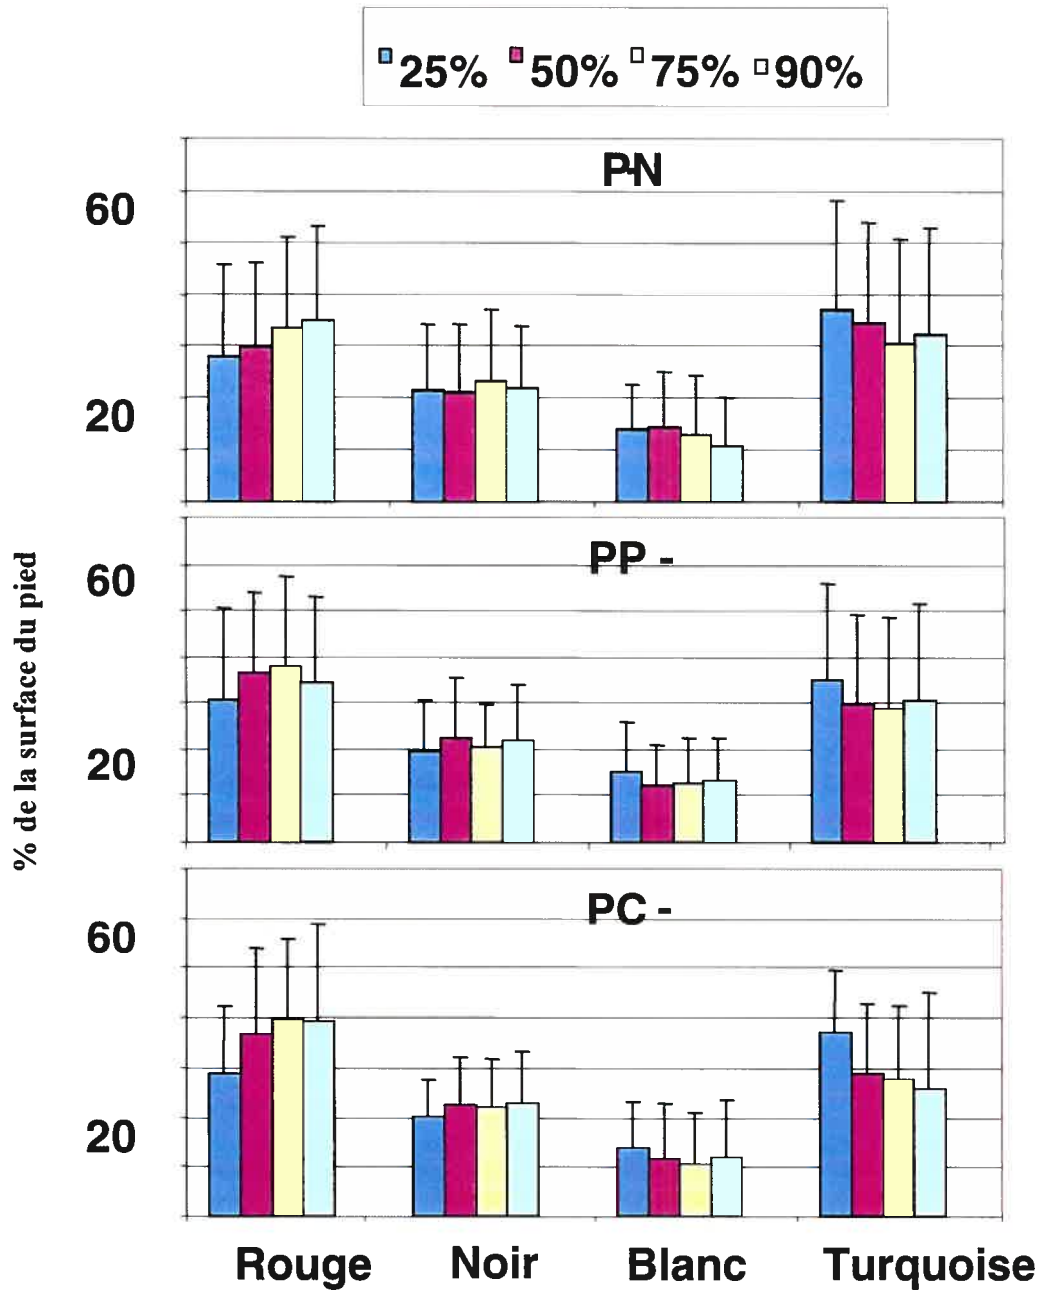 25% 50% 75% 90%
P-N
60
20
PP -
60
20
PC -
60
20
% de la surface du pied
Rouge Noir Blanc Turquoise